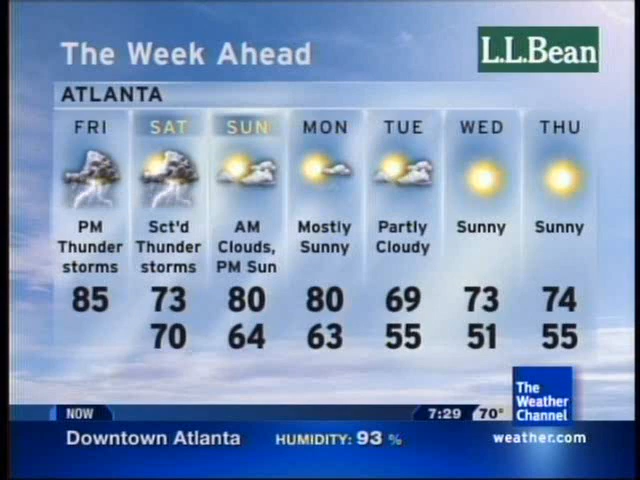 The Week Ahead
L.L.Bean
ATLANTA
FRI SAT SUN MON TUE WED THU
PM Thunder storms
Sct'd Thunder storms
AM Clouds, PM Sun
Mostly Sunny
Partly Cloudy
Sunny
Sunny
85 73 80 80 69 73 74
70 64 63 55 51 55
The
Weather
Channel
NOW
7:29 70°
Downtown Atlanta HUMIDITY: 93 %
weather.com